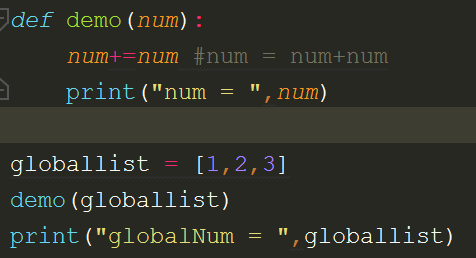 def demo(num):
    num+=num #num = num+num
    print("num = ",num)
globallist = [1,2,3]
demo(globallist)
print("globalNum = ",globallist)